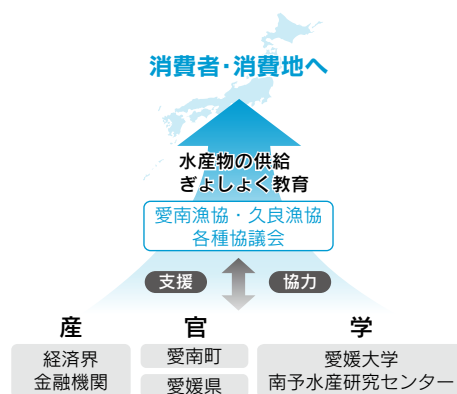 消費者・消費地へ
水産物の供給
ぎょしょく教育
愛南漁協・久良漁協
各種協議会
支援
協力
産
官
学
経済界
金融機関
愛南町
愛媛県
愛媛大学
南予水産研究センター